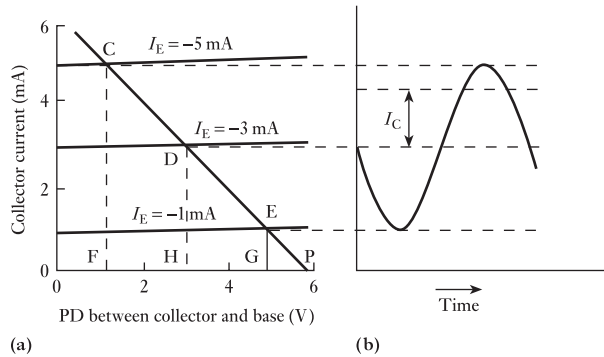 6
C
I_E = −5 mA
4
I_E = −3 mA
I_C
D
Collector current (mA)
2
E
I_E = −1 mA
F
H
G
P
0
0
2
4
6
Time
PD between collector and base (V)
(a)
(b)